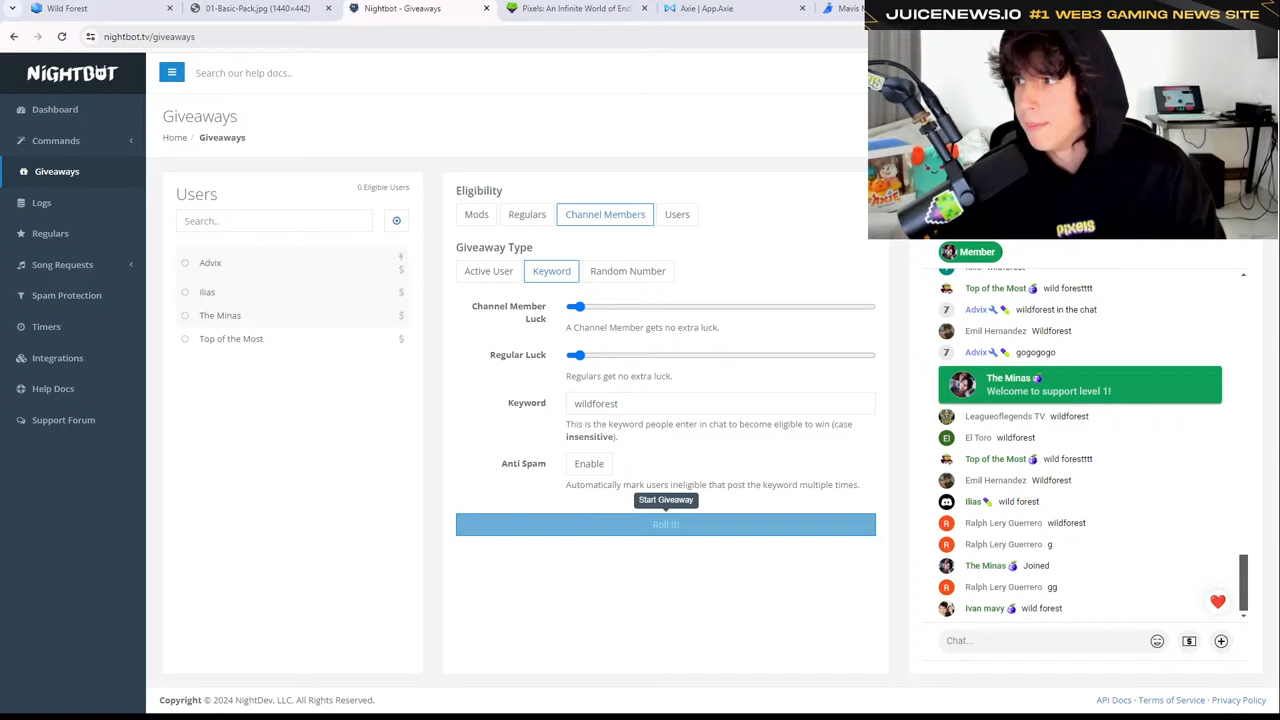 Wild Forest
01-Basic-Pack.jpg (1440×442)
Nightbot - Giveaways
Pixels: An Infinite World of Endl
Axie | App.Axie
Mavis M
nightbot.tv/giveaways
JUICENEWS.IO #1 WEB3 GAMING NEWS SITE
NiGHTBOT
Search our help docs..
Dashboard
Commands
Giveaways
Logs
Regulars
Song Requests
Spam Protection
Timers
Integrations
Help Docs
Support Forum
Giveaways
Home / Giveaways
Users
0 Eligible Users
Search..
Advix
$
Ilias $
The Minas $
Top of the Most $
Eligibility
Mods Regulars Channel Members Users
Giveaway Type
Active User Keyword Random Number
Channel Member
Luck
A Channel Member gets no extra luck.
Regular Luck
Regulars get no extra luck.
Keyword wildforest
This is the keyword people enter in chat to become eligible to win (case
insensitive).
Anti Spam Enable
Automatically mark users ineligible that post the keyword multiple times.
Start Giveaway
Roll It!
PiXELS
Member
Top of the Most wild foresttttt
7 Advix wildforest in the chat
Emil Hernandez Wildforest
7 Advix gogogogo
The Minas
Welcome to support level 1!
Leagueoflegends TV wildforest
El El Toro wildforest
Top of the Most wild foresttttt
Emil Hernandez Wildforest
Ilias wild forest
R Ralph Lery Guerrero wildforest
R Ralph Lery Guerrero g
The Minas Joined
R Ralph Lery Guerrero gg
Ivan mavy wild forest
Chat...
Copyright © 2024 NightDev, LLC. All Rights Reserved.
API Docs · Terms of Service · Privacy Policy